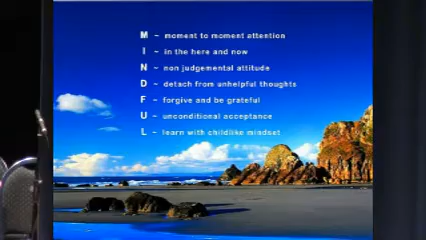 M - moment to moment attention
I - in the here and now
N - non judgemental attitude
D - detach from unhelpful thoughts
F - forgive and be grateful
U - unconditional acceptance
L - learn with childlike mindset